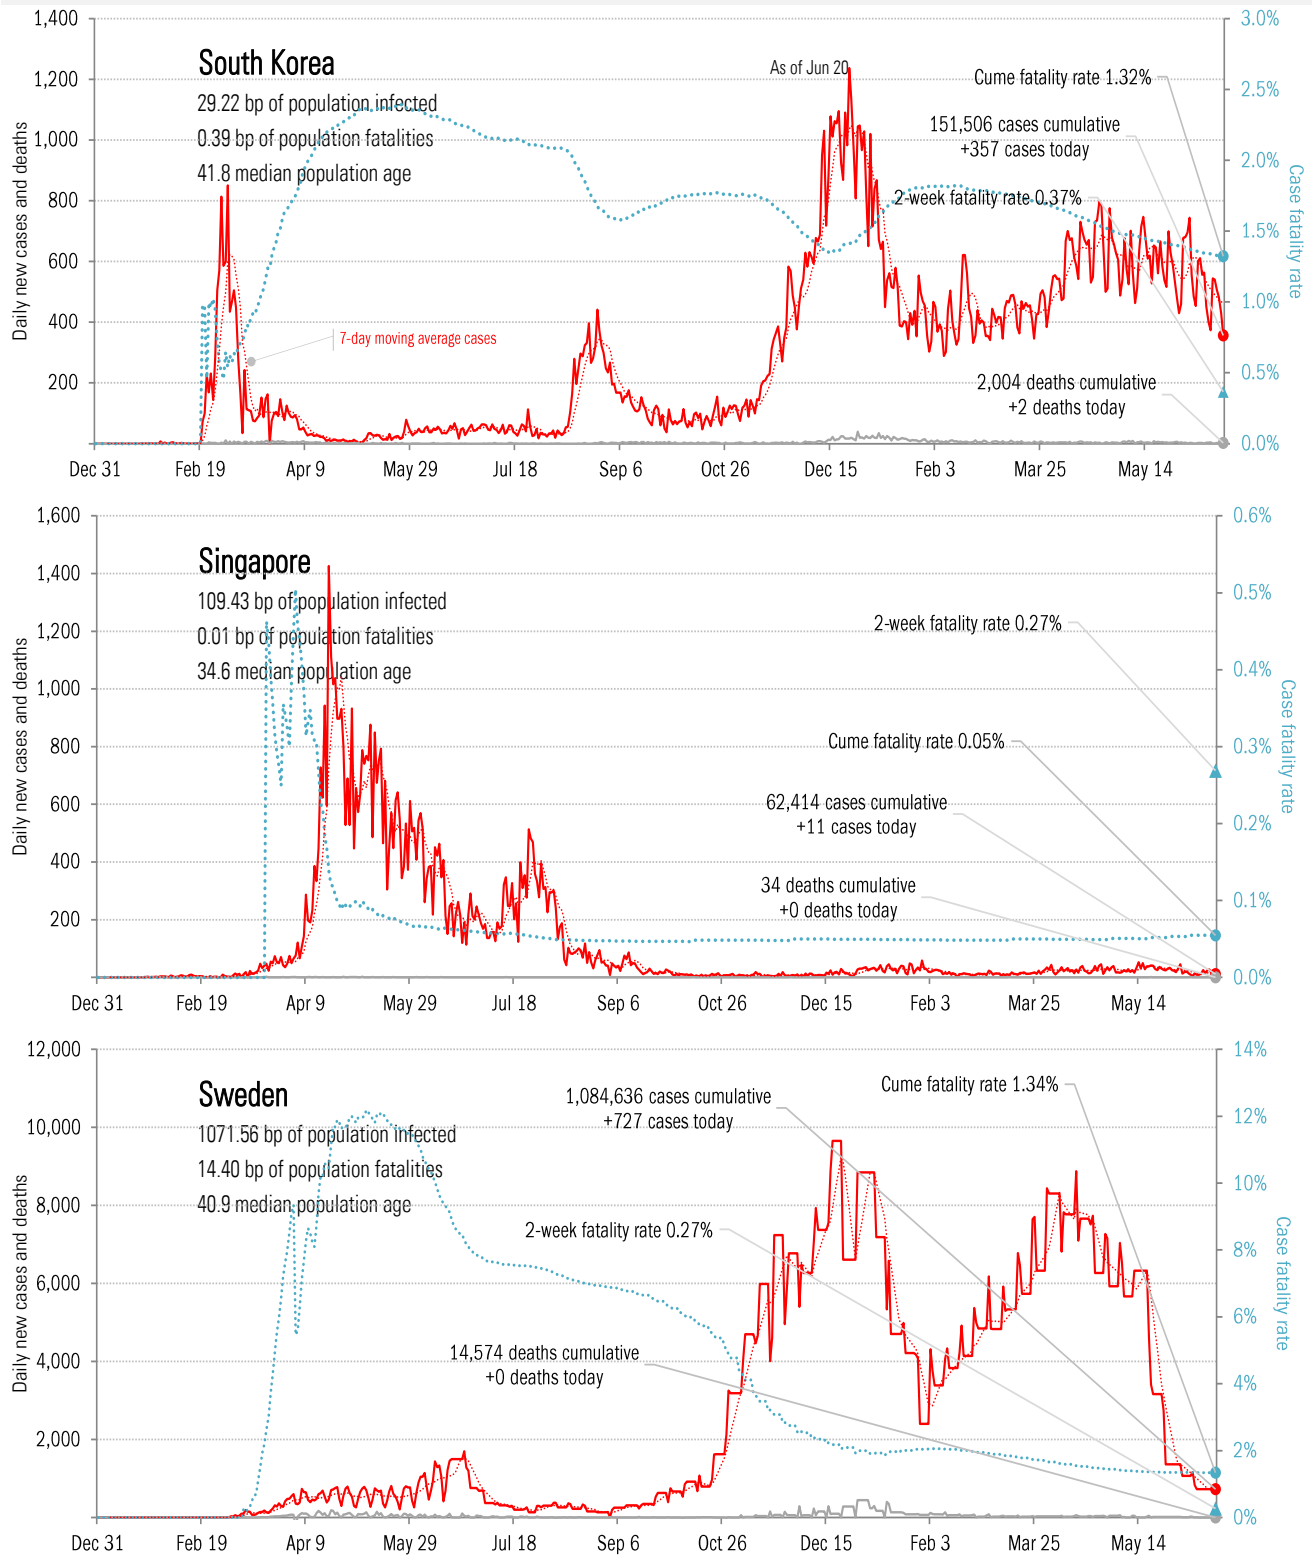 1,400
1,200
1,000
800
600
400
200
Daily new cases and deaths
South Korea
29.22 bp of population infected
0.39 bp of population fatalities
41.8 median population age
7-day moving average cases
As of Jun 20
Cume fatality rate 1.32%
151,506 cases cumulative
+357 cases today
2-week fatality rate 0.37%
2,004 deaths cumulative
+2 deaths today
3.0%
2.5%
2.0%
1.5%
1.0%
0.5%
0.0%
Case fatality rate
Dec 31 Feb 19 Apr 9 May 29 Jul 18 Sep 6 Oct 26 Dec 15 Feb 3 Mar 25 May 14
1,600
1,400
1,200
1,000
800
600
400
200
Daily new cases and deaths
Singapore
109.43 bp of population infected
0.01 bp of population fatalities
34.6 median population age
2-week fatality rate 0.27%
Cume fatality rate 0.05%
62,414 cases cumulative
+11 cases today
34 deaths cumulative
+0 deaths today
0.6%
0.5%
0.4%
0.3%
0.2%
0.1%
0.0%
Case fatality rate
Dec 31 Feb 19 Apr 9 May 29 Jul 18 Sep 6 Oct 26 Dec 15 Feb 3 Mar 25 May 14
12,000
10,000
8,000
6,000
4,000
2,000
Daily new cases and deaths
Sweden
1071.56 bp of population infected
14.40 bp of population fatalities
40.9 median population age
1,084,636 cases cumulative
+727 cases today
Cume fatality rate 1.34%
2-week fatality rate 0.27%
14,574 deaths cumulative
+0 deaths today
14%
12%
10%
8%
6%
4%
2%
0%
Case fatality rate
Dec 31 Feb 19 Apr 9 May 29 Jul 18 Sep 6 Oct 26 Dec 15 Feb 3 Mar 25 May 14